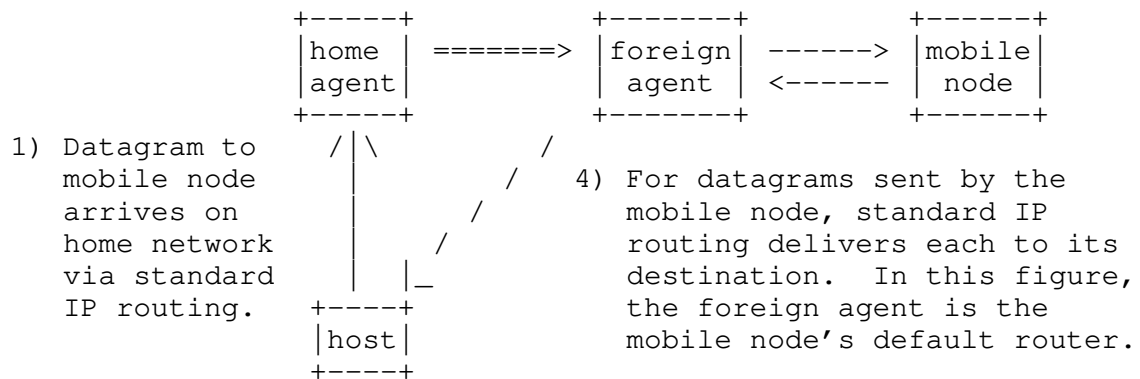 +-----+          +-------+         +------+
|home | =======> |foreign| ------> |mobile|
|agent|          | agent | <------ | node |
+-----+          +-------+         +------+
1) Datagram to    /|\         /
mobile node     |        /   4) For datagrams sent by the
arrives on      |      /        mobile node, standard IP
home network    |    /          routing delivers each to its
via standard    |  |_           destination.  In this figure,
IP routing.   +----+            the foreign agent is the
|host|            mobile node's default router.
+----+